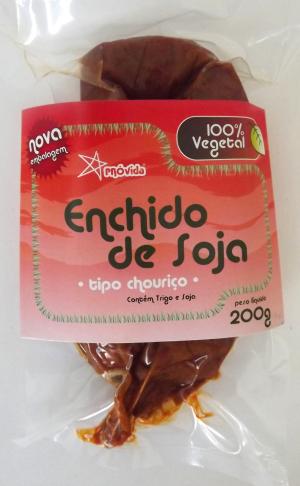 nova
embalagem
100%
Vegetal
PRÓVIDA
Enchido
de Soja
• tipo chouriço •
Contém Trigo e Soja
peso líquido
200g